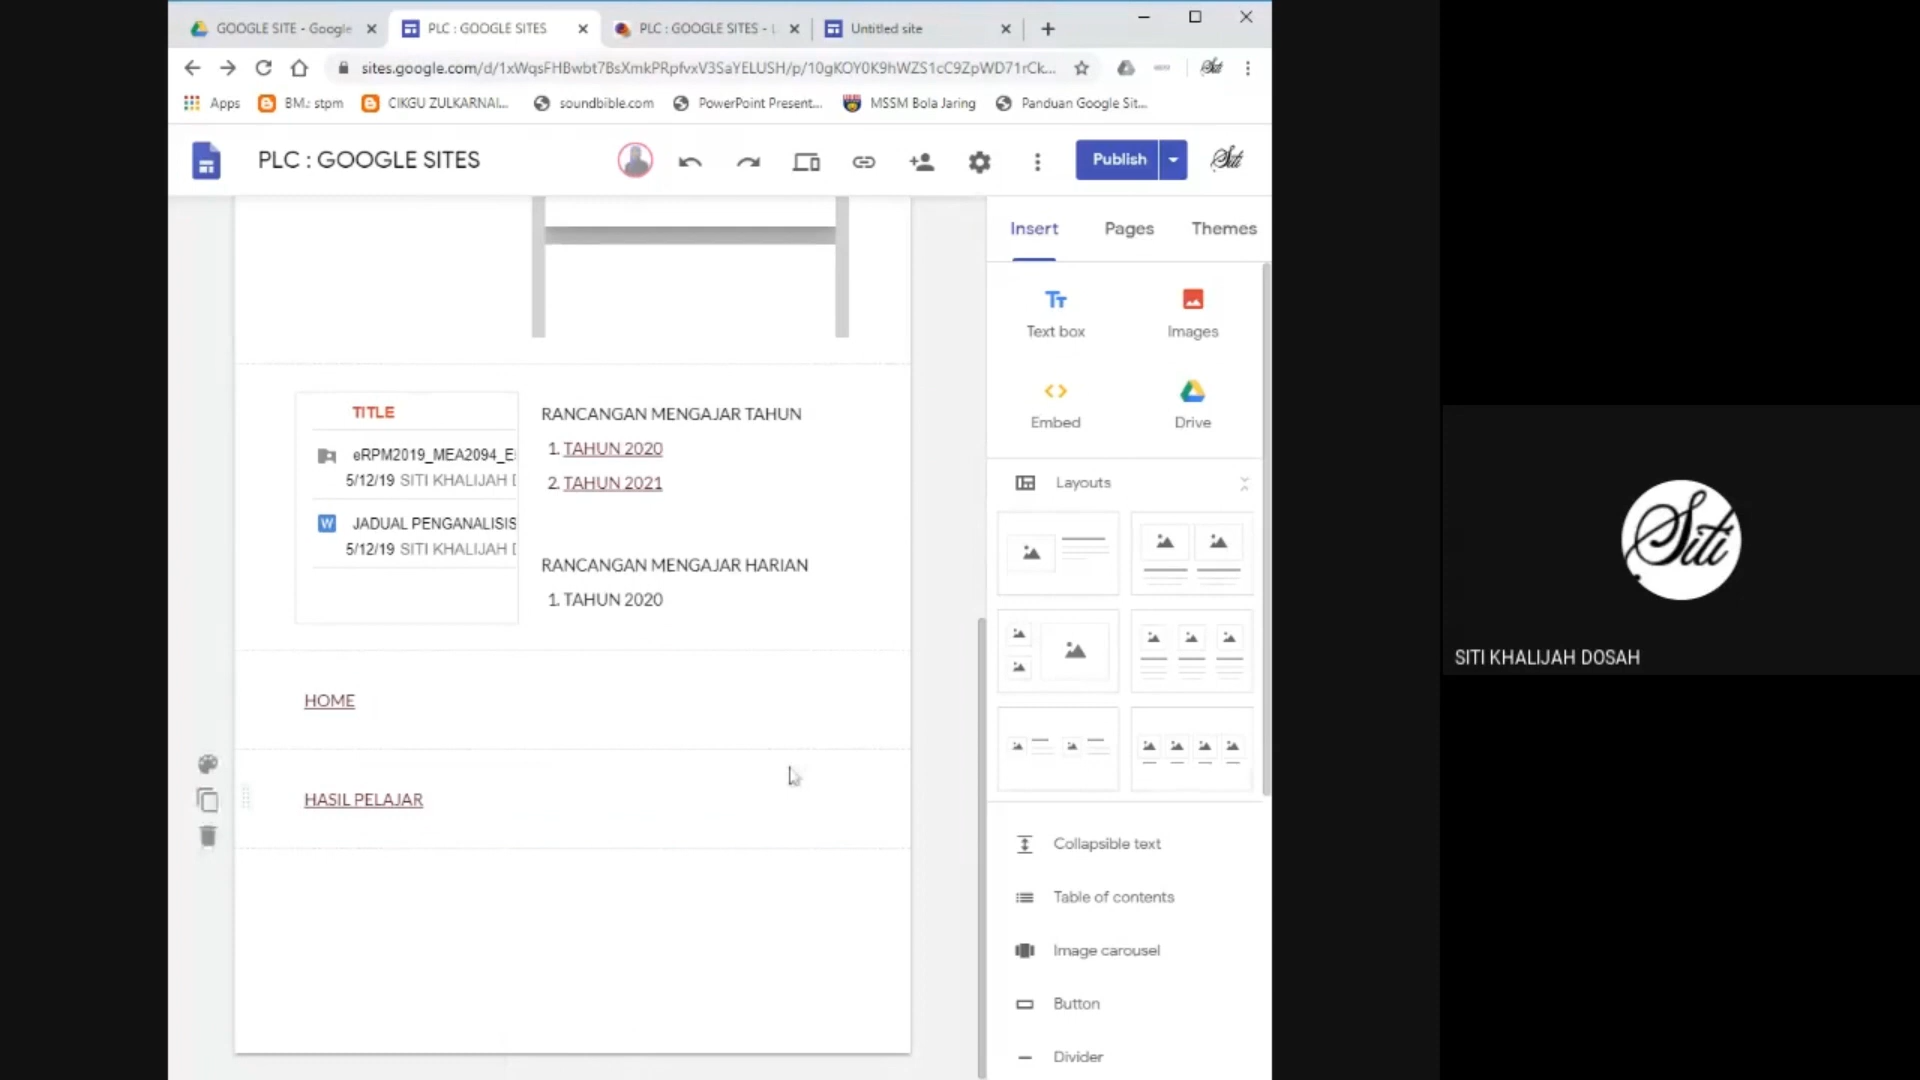 GOOGLE SITE - Google
PLC : GOOGLE SITES
PLC : GOOGLE SITES -
Untitled site
sites.google.com/d/1xWqsFHBwbt7BsXmkPRpfvxV3SaYELUSH/p/10gKOY0K9hWZS1cC9ZpWD71rCk...
Apps
BM.: stpm
CIKGU ZULKARNAI...
soundbible.com
PowerPoint Present...
MSSM Bola Jaring
Panduan Google Sit...
PLC : GOOGLE SITES
Publish
Siti
Insert
Pages
Themes
Text box
Images
Embed
Drive
Layouts
TITLE
eRPM2019_MEA2094_E
5/12/19 SITI KHALIJAH
JADUAL PENGANALISIS
5/12/19 SITI KHALIJAH
RANCANGAN MENGAJAR TAHUN
1. TAHUN 2020
2. TAHUN 2021
RANCANGAN MENGAJAR HARIAN
1. TAHUN 2020
HOME
HASIL PELAJAR
Collapsible text
Table of contents
Image carousel
Button
Divider
Siti
SITI KHALIJAH DOSAH